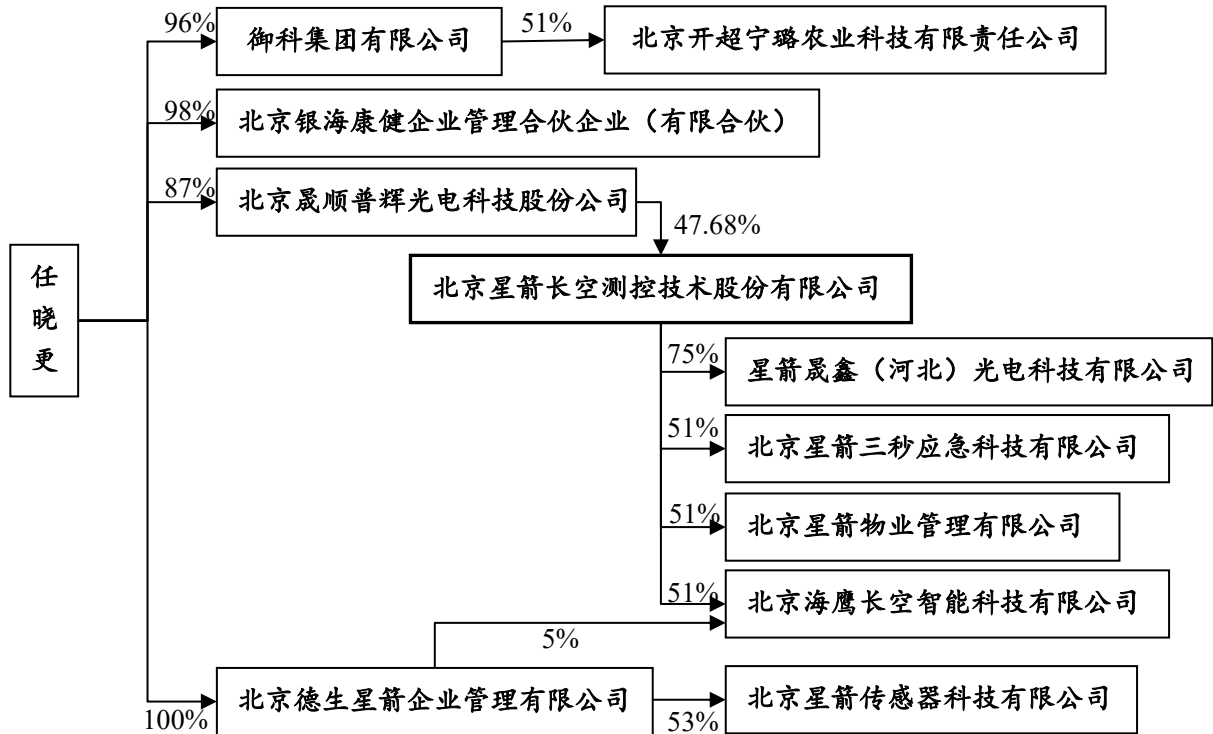 96%
御科集团有限公司
51%
北京开超宁璐农业科技有限责任公司
98%
北京银海康健企业管理合伙企业（有限合伙）
87%
北京晟顺普辉光电科技股份公司
47.68%
任
晓
更
北京星箭长空测控技术股份有限公司
75%
星箭晟鑫（河北）光电科技有限公司
51%
北京星箭三秒应急科技有限公司
51%
北京星箭物业管理有限公司
51%
北京海鹰长空智能科技有限公司
5%
100%
北京德生星箭企业管理有限公司
53%
北京星箭传感器科技有限公司